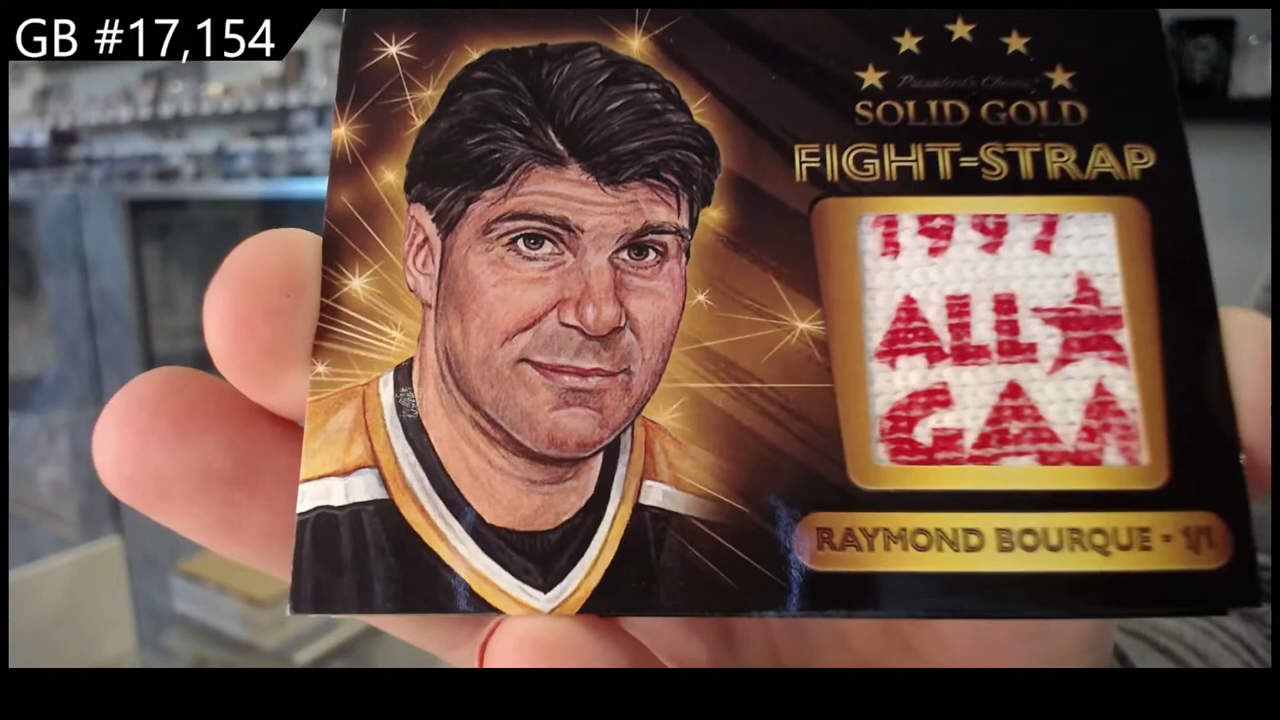 GB #17,154
President's Choice
SOLID GOLD
FIGHT-STRAP
1997
ALL★
GAM
RAYMOND BOURQUE - 1/1